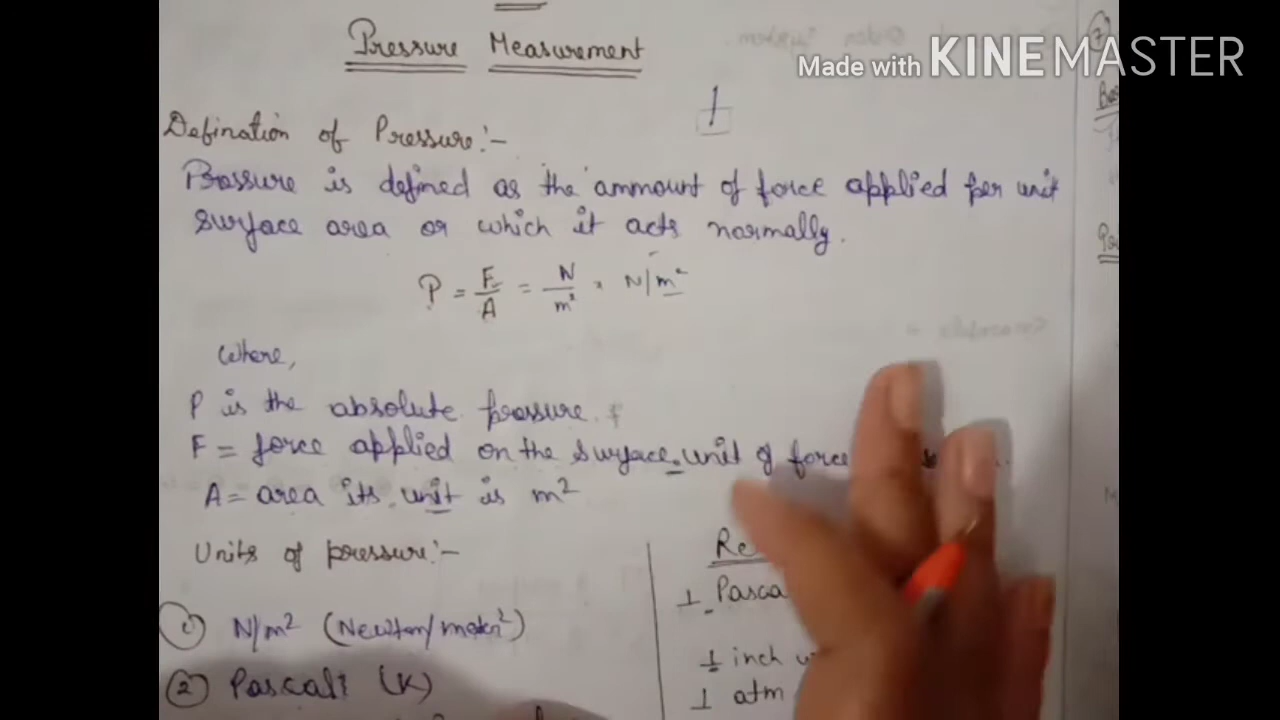 Made with KINEMASTER
Pressure Measurement
Defination of Pressure:-
Pressure is defined as the ammount of force applied per unit
surface area or which it acts normally.
P = F/A = N/m² = N/m²
where,
P is the absolute pressure.
F = force applied on the surface. unit of force
A = area its unit is m²
Units of pressure:-
① N/m² (Newton/meter²)
② Pascal
1 Pasca
1 inch
1 atm